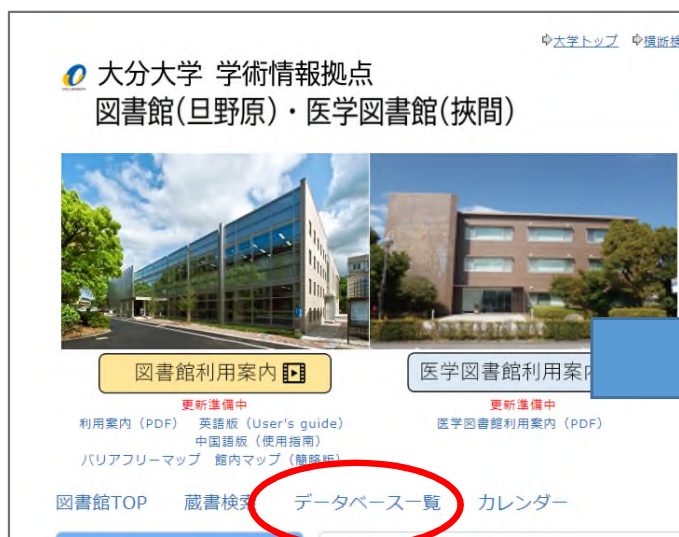 大学トップ 横断検
大分大学 学術情報拠点
図書館(旦野原)・医学図書館(挾間)
図書館利用案内
医学図書館利用案内
更新準備中
更新準備中
利用案内（PDF） 英語版（User's guide）
医学図書館利用案内（PDF）
中国語版（使用指南）
バリアフリーマップ 館内マップ（簡略版）
図書館TOP 蔵書検索 データベース一覧 カレンダー